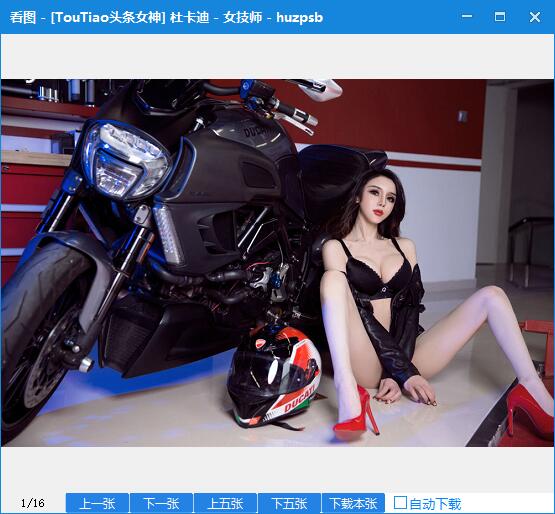 看图 - [TouTiao头条女神] 杜卡迪 - 女技师 - huzpsb
DUCATI
DUCATI
1/16 上一张 下一张 上五张 下五张 下载本张 自动下载